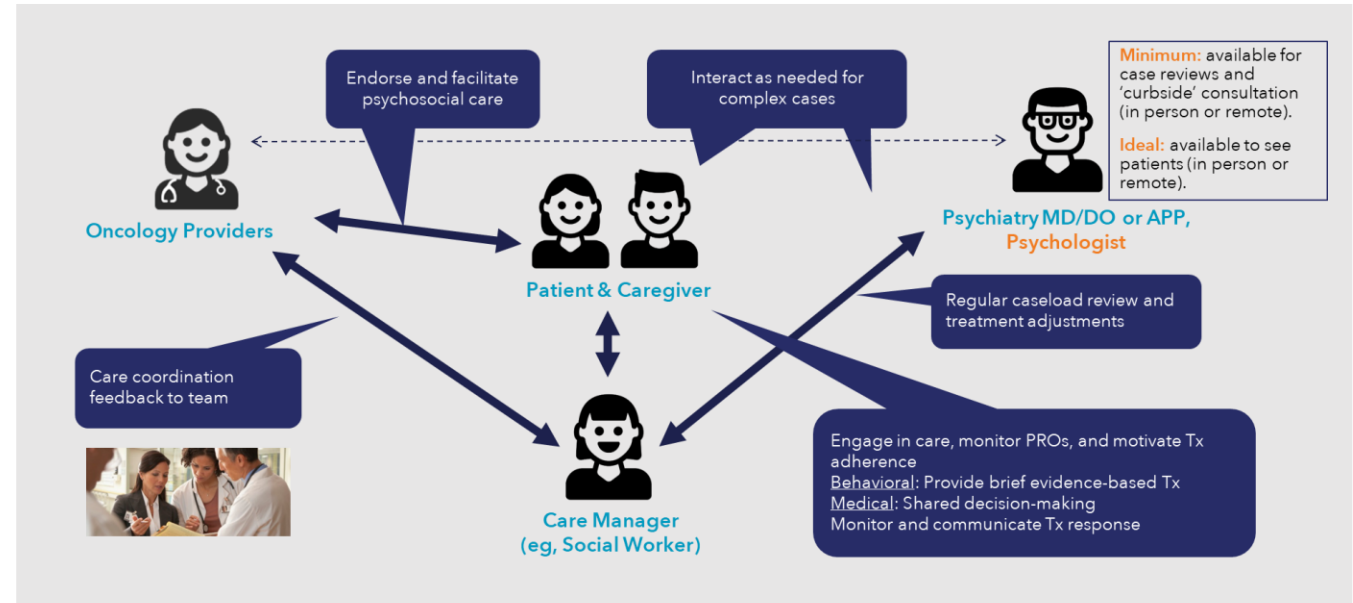 Endorse and facilitate
psychosocial care
Interact as needed for
complex cases
Minimum: available for
case reviews and
‘curbside’ consultation
(in person or remote).
Ideal: available to see
patients (in person or
remote).
Oncology Providers
Psychiatry MD/DO or APP,
Psychologist
Patient & Caregiver
Regular caseload review and
treatment adjustments
Care coordination
feedback to team
Engage in care, monitor PROs, and motivate Tx
adherence
Behavioral: Provide brief evidence-based Tx
Medical: Shared decision-making
Monitor and communicate Tx response
Care Manager
(eg, Social Worker)